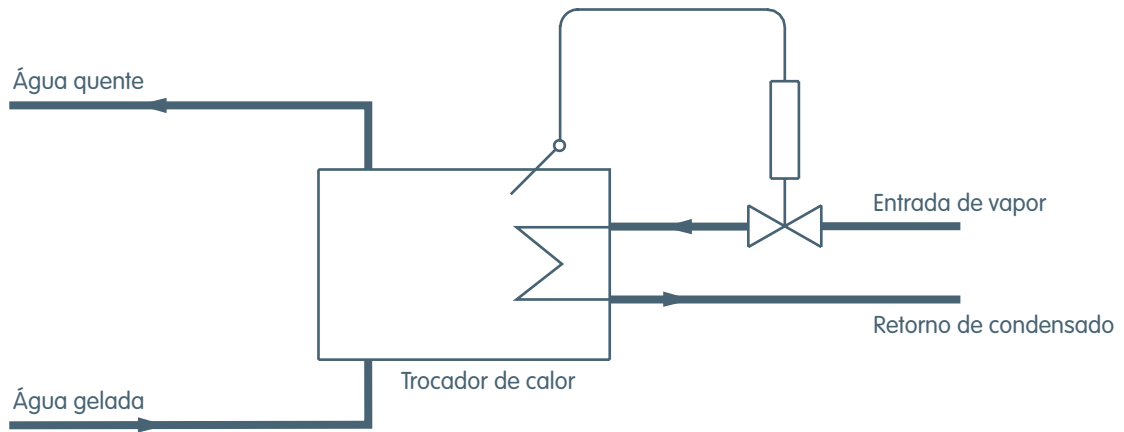 Água quente
Entrada de vapor
Retorno de condensado
Trocador de calor
Água gelada